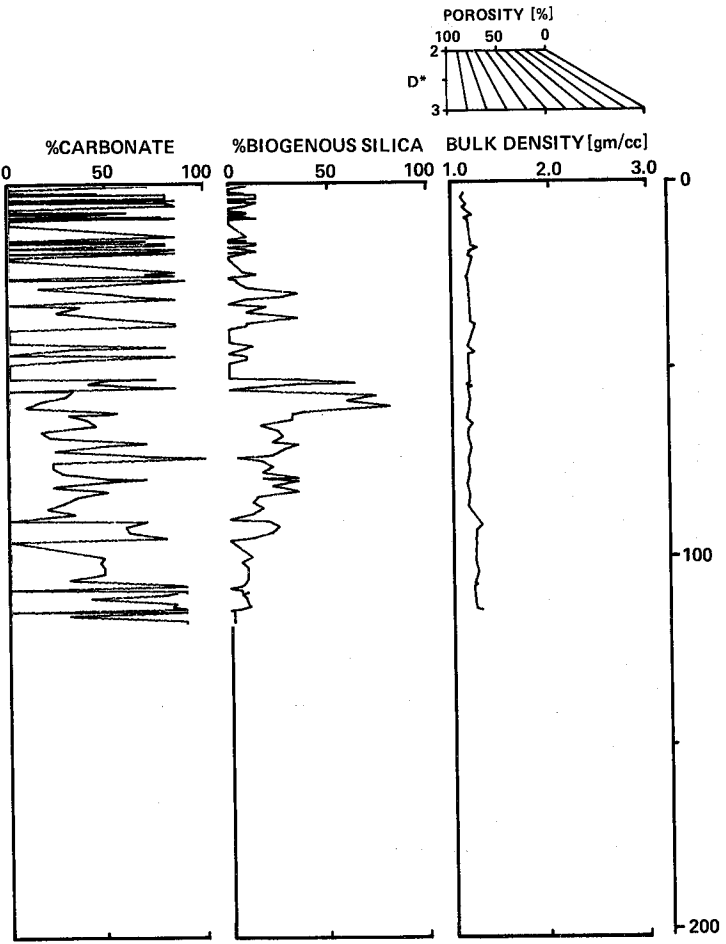 POROSITY [%]
100 50 0
2
D*
3
%CARBONATE %BIOGENOUS SILICA BULK DENSITY [gm/cc]
0 50 100 0 50 100 1.0 2.0 3.0
0
100
200